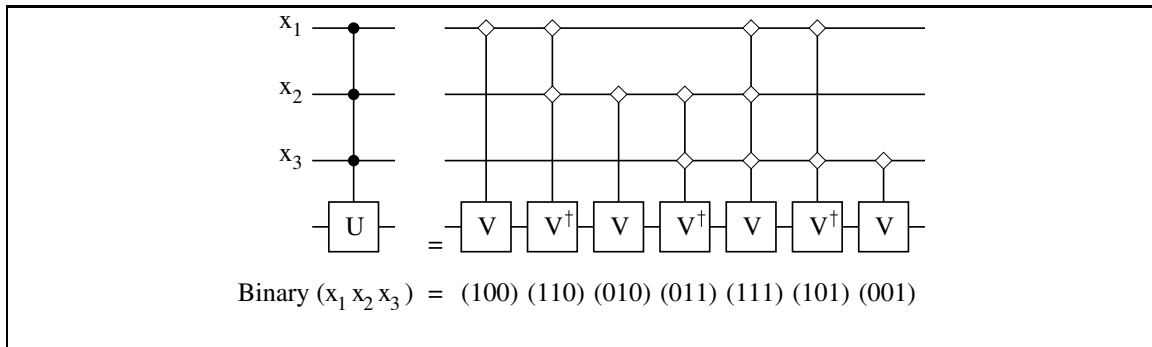 x₁
x₂
x₃
U = V V† V V† V V† V
Binary (x₁ x₂ x₃) = (100) (110) (010) (011) (111) (101) (001)